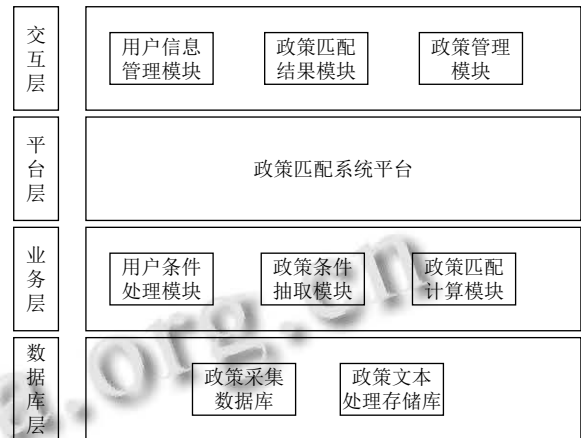 交互层
用户信息
管理模块
政策匹配
结果模块
政策管理
模块
平台层
政策匹配系统平台
业务层
用户条件
处理模块
政策条件
抽取模块
政策匹配
计算模块
数据库层
政策采集
数据库
政策文本
处理存储库
a.org.cn